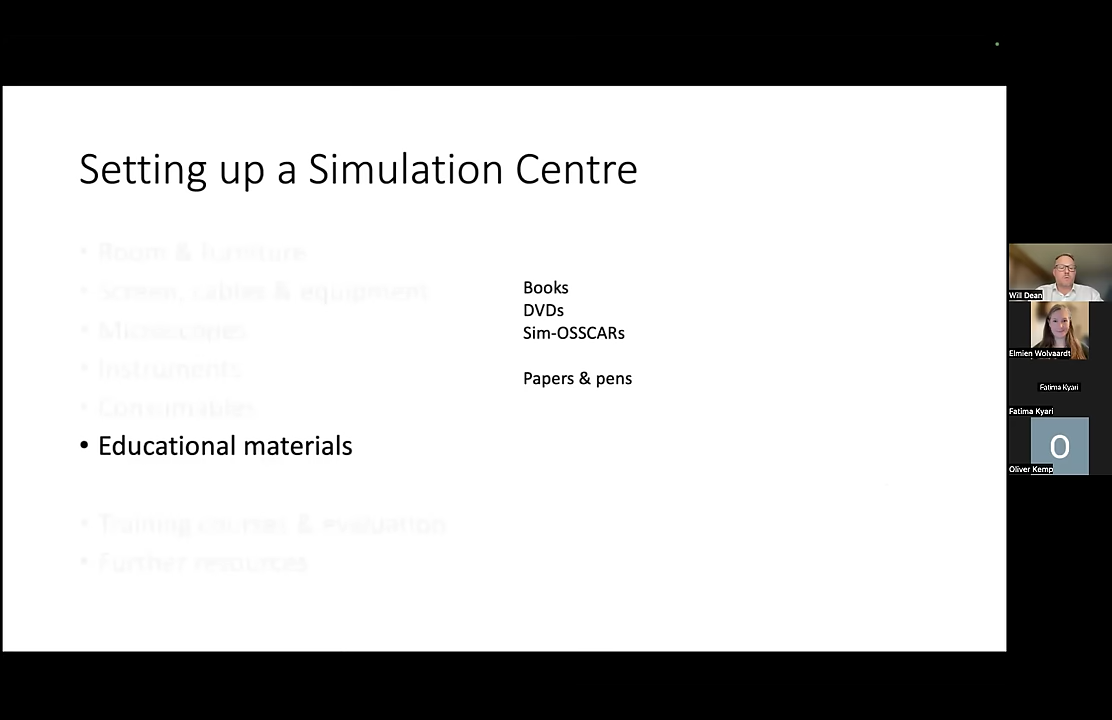 Setting up a Simulation Centre
• Room & furniture
• Screen, cables & equipment
• Microscopes
• Instruments
• Consumables
• Educational materials
• Training courses & evaluation
• Further resources
Books
DVDs
Sim-OSSCARs
Papers & pens
Will Dean
Elmien Wolvaardt
Fatima Kyari
Fatima Kyari
O
Oliver Kemp